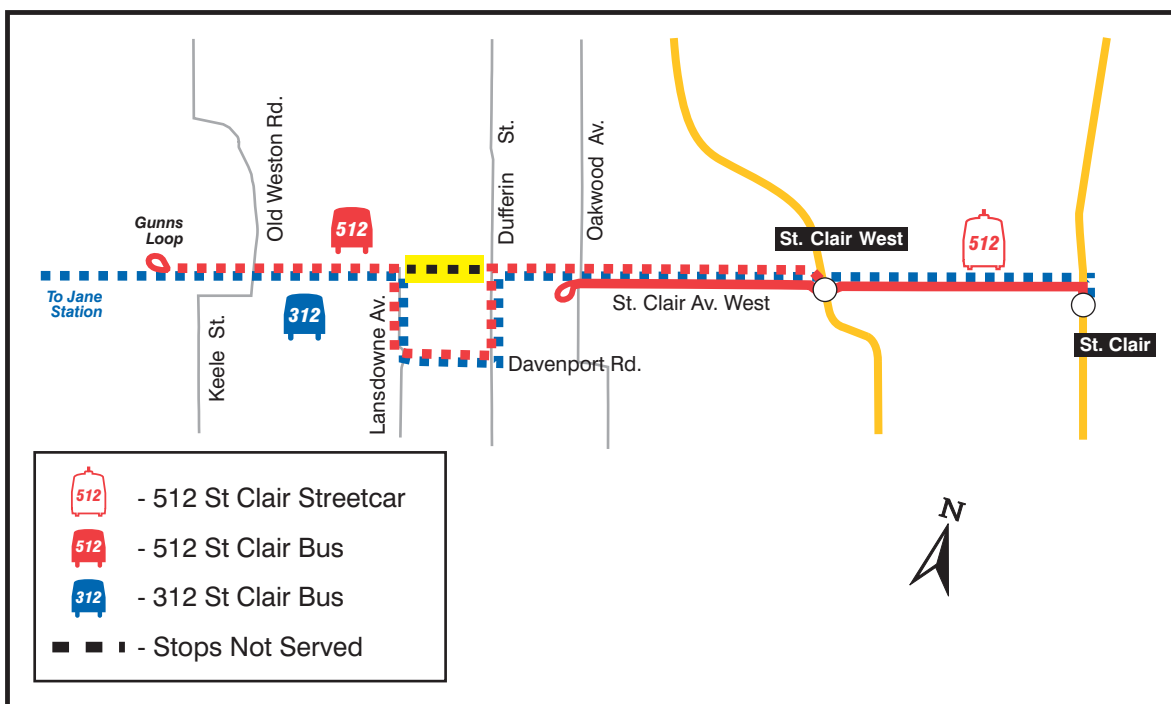 Old Weston Rd.
Dufferin St.
Oakwood Av.
Gunns
Loop
512
St. Clair West
512
To Jane
Station
312
St. Clair Av. West
St. Clair
Keele St.
Lansdowne Av.
Davenport Rd.
512 - 512 St Clair Streetcar
512 - 512 St Clair Bus
312 - 312 St Clair Bus
- Stops Not Served
N